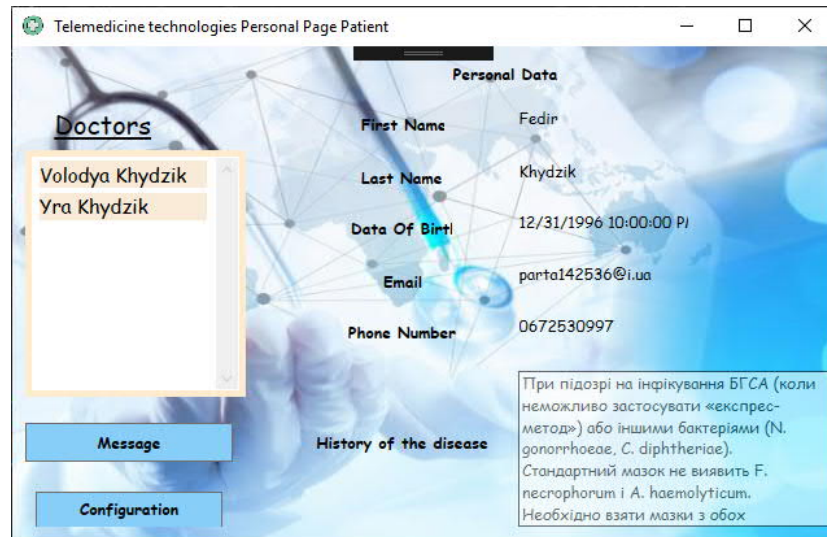 Telemedicine technologies Personal Page Patient
Personal Data
Doctors
Volodya Khydzik
Yra Khydzik
Message
Configuration
First Name
Fedir
Last Name
Khydzik
Data Of Birt
12/31/1996 10:00:00 P
Email
parta142536@i.ua
Phone Number
0672530997
History of the disease
При підозрі на інфікування БГСА (коли
неможливо застосувати «експрес-
метод») або іншими бактеріями (N.
gonorrhoeae, C. diphtheriae).
Стандартний мазок не виявить F.
necrophorum і A. haemolyticum.
Необхідно взяти мазки з обох